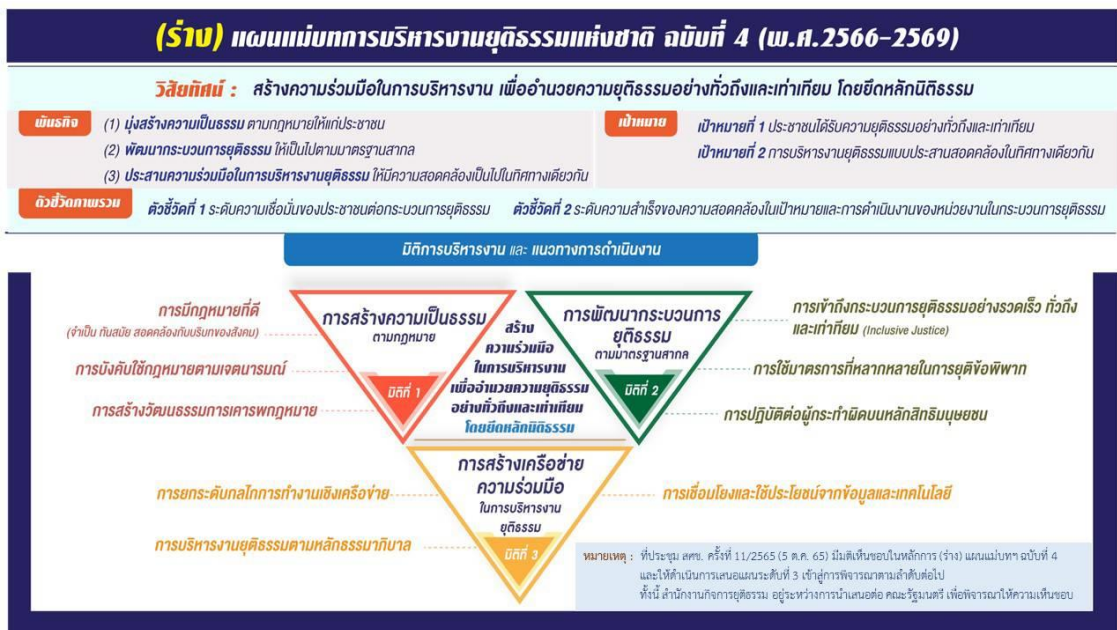 (ร่าง) แผนแม่บทการบริหารงานยุติธรรมแห่งชาติ ฉบับที่ 4 (พ.ศ.2566-2569)
วิสัยทัศน์ : สร้างความร่วมมือในการบริหารงาน เพื่ออำนวยความยุติธรรมอย่างทั่วถึงและเท่าเทียม โดยยึดหลักนิติธรรม
พันธกิจ
(1) มุ่งสร้างความเป็นธรรม ตามกฎหมายให้แก่ประชาชน
(2) พัฒนากระบวนการยุติธรรม ให้เป็นไปตามมาตรฐานสากล
(3) ประสานความร่วมมือในการบริหารงานยุติธรรม ให้มีความสอดคล้องเป็นไปในทิศทางเดียวกัน
เป้าหมาย
เป้าหมายที่ 1 ประชาชนได้รับความยุติธรรมอย่างทั่วถึงและเท่าเทียม
เป้าหมายที่ 2 การบริหารงานยุติธรรมแบบประสานสอดคล้องในทิศทางเดียวกัน
ตัวชี้วัดภาพรวม
ตัวชี้วัดที่ 1 ระดับความเชื่อมั่นของประชาชนต่อกระบวนการยุติธรรม
ตัวชี้วัดที่ 2 ระดับความสำเร็จของความสอดคล้องในเป้าหมายและการดำเนินงานของหน่วยงานในกระบวนการยุติธรรม
มิติการบริหารงาน และ แนวทางการดำเนินงาน
การมีกฎหมายที่ดี
(จำเป็น ทันสมัย สอดคล้องกับบริบทของสังคม)
การบังคับใช้กฎหมายตามเจตนารมณ์
การสร้างวัฒนธรรมการเคารพกฎหมาย
การสร้างความเป็นธรรม
ตามกฎหมาย
มิติที่ 1
สร้าง
ความร่วมมือ
ในการบริหารงาน
เพื่ออำนวยความยุติธรรม
อย่างทั่วถึงและเท่าเทียม
โดยยึดหลักนิติธรรม
การพัฒนากระบวนการ
ยุติธรรม
ตามมาตรฐานสากล
มิติที่ 2
การเข้าถึงกระบวนการยุติธรรมอย่างรวดเร็ว ทั่วถึง
และเท่าเทียม (Inclusive Justice)
การใช้มาตรการที่หลากหลายในการยุติข้อพิพาท
การปฏิบัติต่อผู้กระทำผิดบนหลักสิทธิมนุษยชน
การยกระดับกลไกการทำงานเชิงเครือข่าย
การบริหารงานยุติธรรมตามหลักธรรมาภิบาล
การสร้างเครือข่าย
ความร่วมมือ
ในการบริหารงาน
ยุติธรรม
มิติที่ 3
การเชื่อมโยงและใช้ประโยชน์จากข้อมูลและเทคโนโลยี
หมายเหตุ : ที่ประชุม สศช. ครั้งที่ 11/2565 (5 ต.ค. 65) มีมติเห็นชอบในหลักการ (ร่าง) แผนแม่บทฯ ฉบับที่ 4
และให้ดำเนินการเสนอแผนระดับที่ 3 เข้าสู่การพิจารณาตามลำดับต่อไป
ทั้งนี้ สำนักงานกิจการยุติธรรม อยู่ระหว่างการนำเสนอต่อ คณะรัฐมนตรี เพื่อพิจารณาให้ความเห็นชอบ